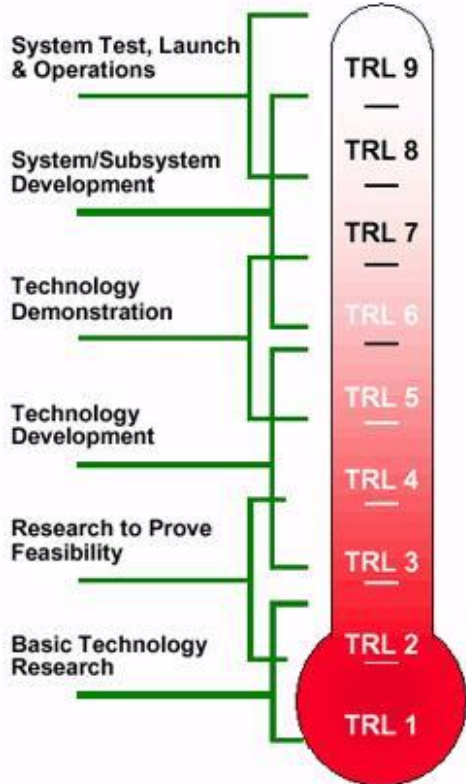 System Test, Launch
& Operations
System/Subsystem
Development
Technology
Demonstration
Technology
Development
Research to Prove
Feasibility
Basic Technology
Research
TRL 9
TRL 8
TRL 7
TRL 6
TRL 5
TRL 4
TRL 3
TRL 2
TRL 1